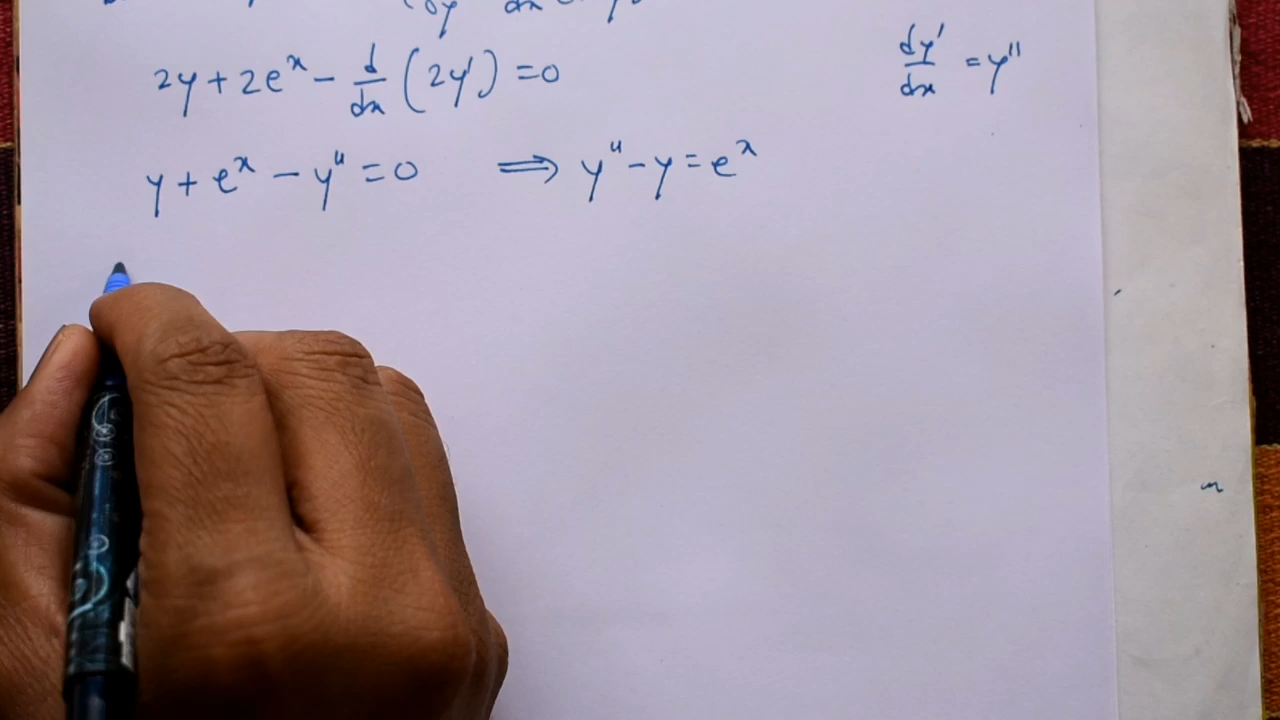 2y + 2e^x - d/dx (2y') = 0
dy'/dx = y''
y + e^x - y'' = 0 ⟹ y'' - y = e^x